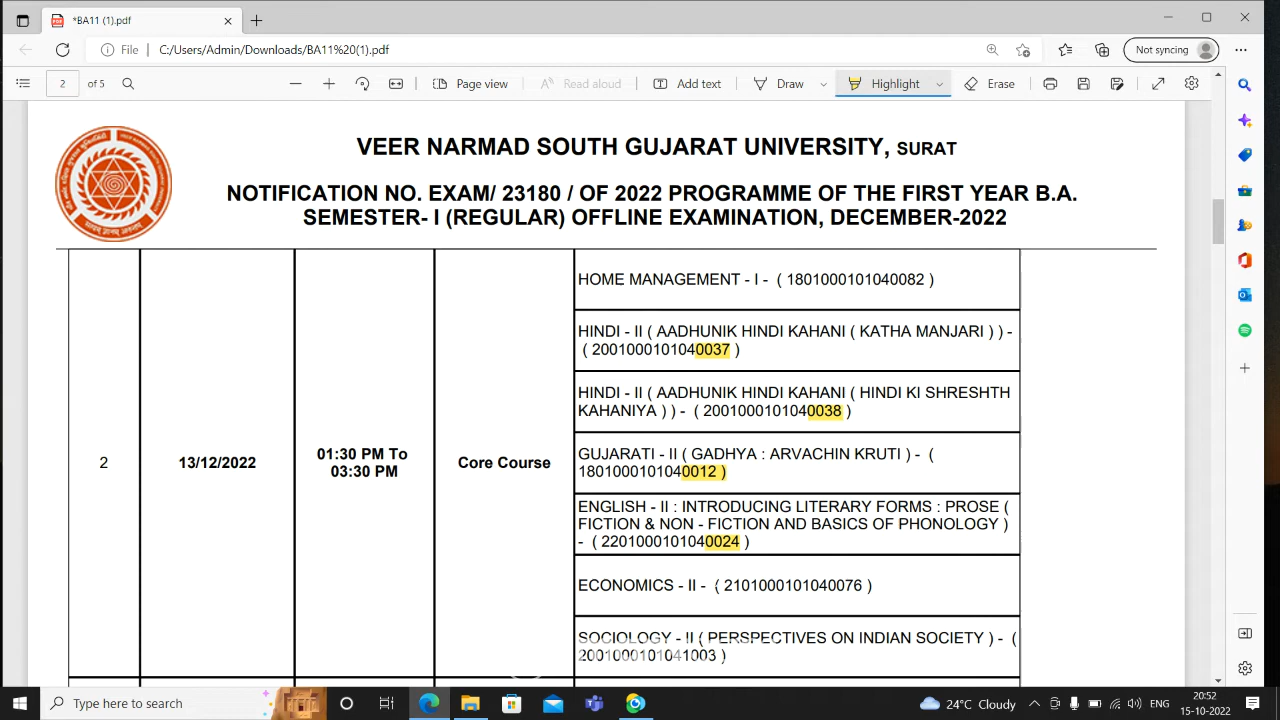 *BA11 (1).pdf
File
C:/Users/Admin/Downloads/BA11%20(1).pdf
Not syncing
2 of 5
Page view
Read aloud
Add text
Draw
Highlight
Erase
VEER NARMAD SOUTH GUJARAT UNIVERSITY, SURAT
NOTIFICATION NO. EXAM/ 23180 / OF 2022 PROGRAMME OF THE FIRST YEAR B.A.
SEMESTER- I (REGULAR) OFFLINE EXAMINATION, DECEMBER-2022
2
13/12/2022
01:30 PM To
03:30 PM
Core Course
HOME MANAGEMENT - I - ( 1801000101040082 )
HINDI - II ( AADHUNIK HINDI KAHANI ( KATHA MANJARI ) ) -
( 2001000101040037 )
HINDI - II ( AADHUNIK HINDI KAHANI ( HINDI KI SHRESHTH
KAHANIYA ) ) - ( 2001000101040038 )
GUJARATI - II ( GADHYA : ARVACHIN KRUTI ) - (
1801000101040012 )
ENGLISH - II : INTRODUCING LITERARY FORMS : PROSE (
FICTION & NON - FICTION AND BASICS OF PHONOLOGY )
- ( 2201000101040024 )
ECONOMICS - II - ( 2101000101040076 )
SOCIOLOGY - II ( PERSPECTIVES ON INDIAN SOCIETY ) - (
2001000101041003 )
Type here to search
24°C Cloudy
ENG
20:52
15-10-2022